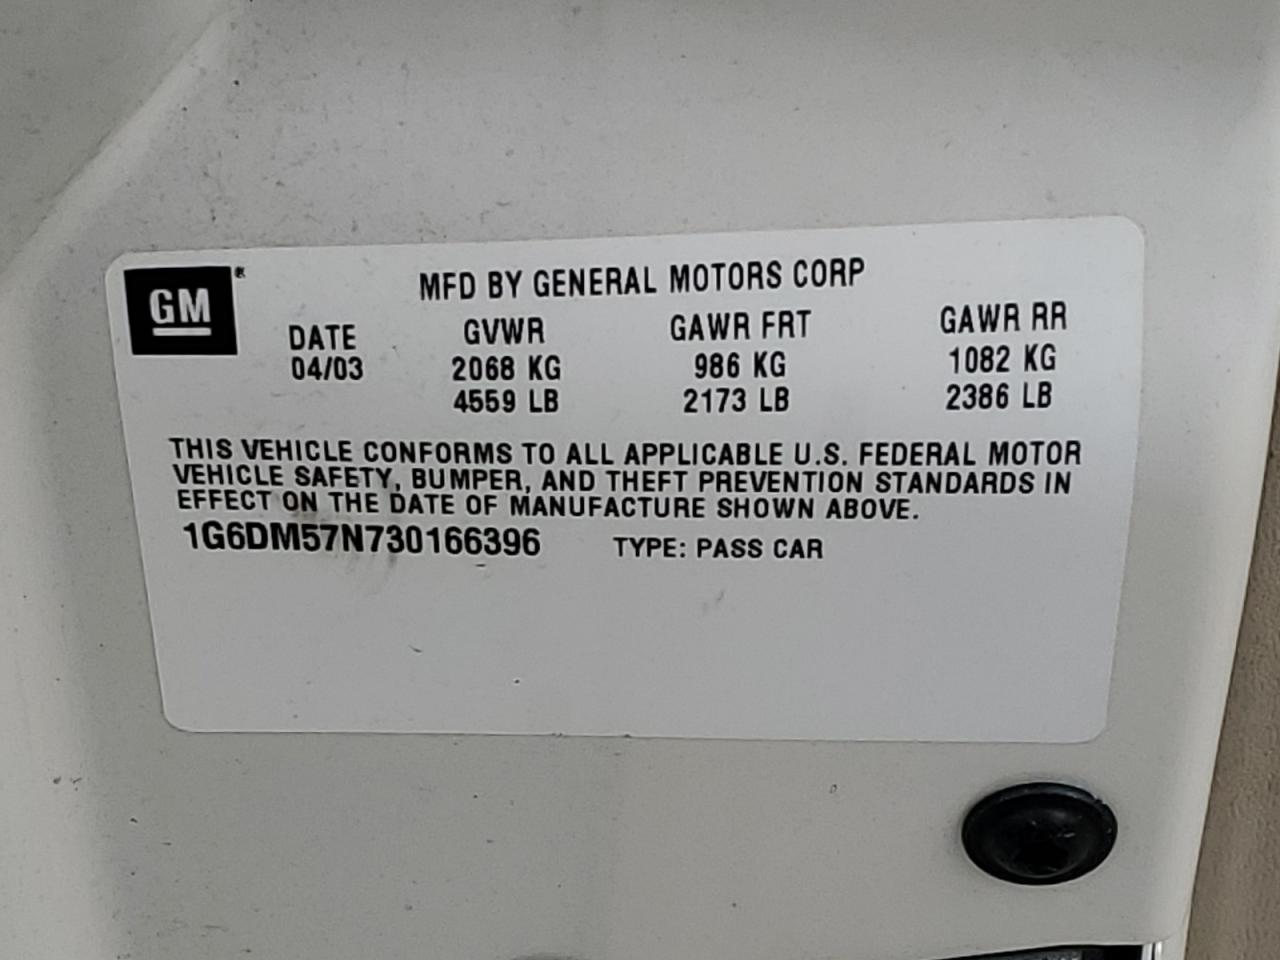 GM®
MFD BY GENERAL MOTORS CORP
DATE GVWR GAWR FRT GAWR RR
04/03 2068 KG 986 KG 1082 KG
4559 LB 2173 LB 2386 LB
THIS VEHICLE CONFORMS TO ALL APPLICABLE U.S. FEDERAL MOTOR
VEHICLE SAFETY, BUMPER, AND THEFT PREVENTION STANDARDS IN
EFFECT ON THE DATE OF MANUFACTURE SHOWN ABOVE.
1G6DM57N730166396 TYPE: PASS CAR